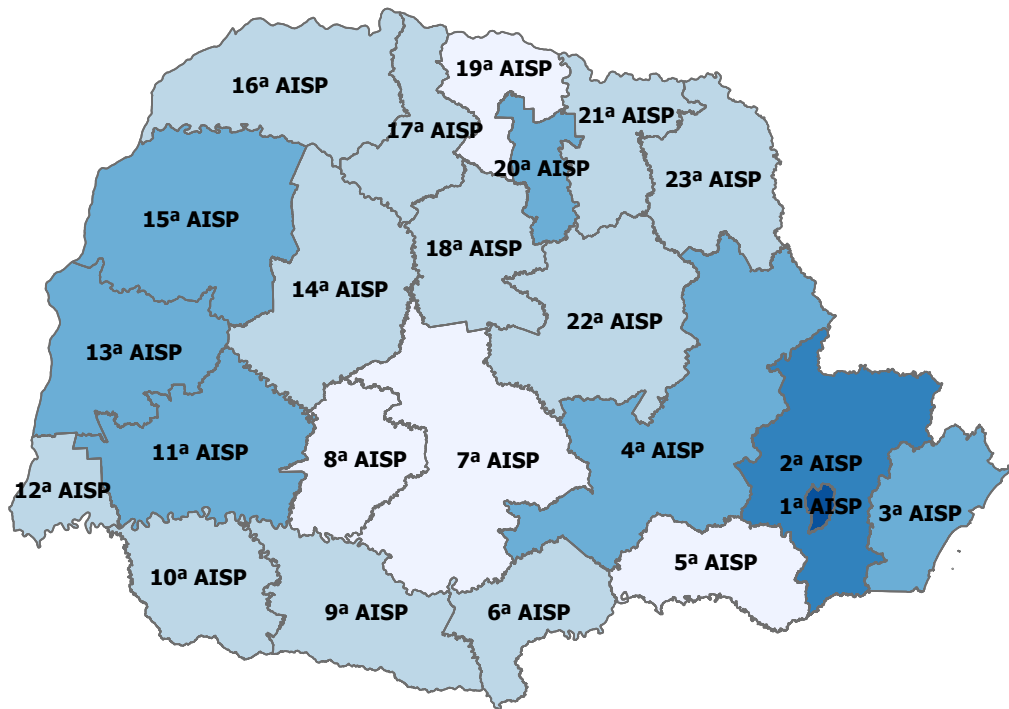 19ª AISP
16ª AISP
21ª AISP
17ª AISP
20ª AISP
23ª AISP
15ª AISP
18ª AISP
14ª AISP
22ª AISP
13ª AISP
4ª AISP
11ª AISP
8ª AISP
7ª AISP
2ª AISP
12ª AISP
1ª AISP
3ª AISP
5ª AISP
10ª AISP
9ª AISP
6ª AISP